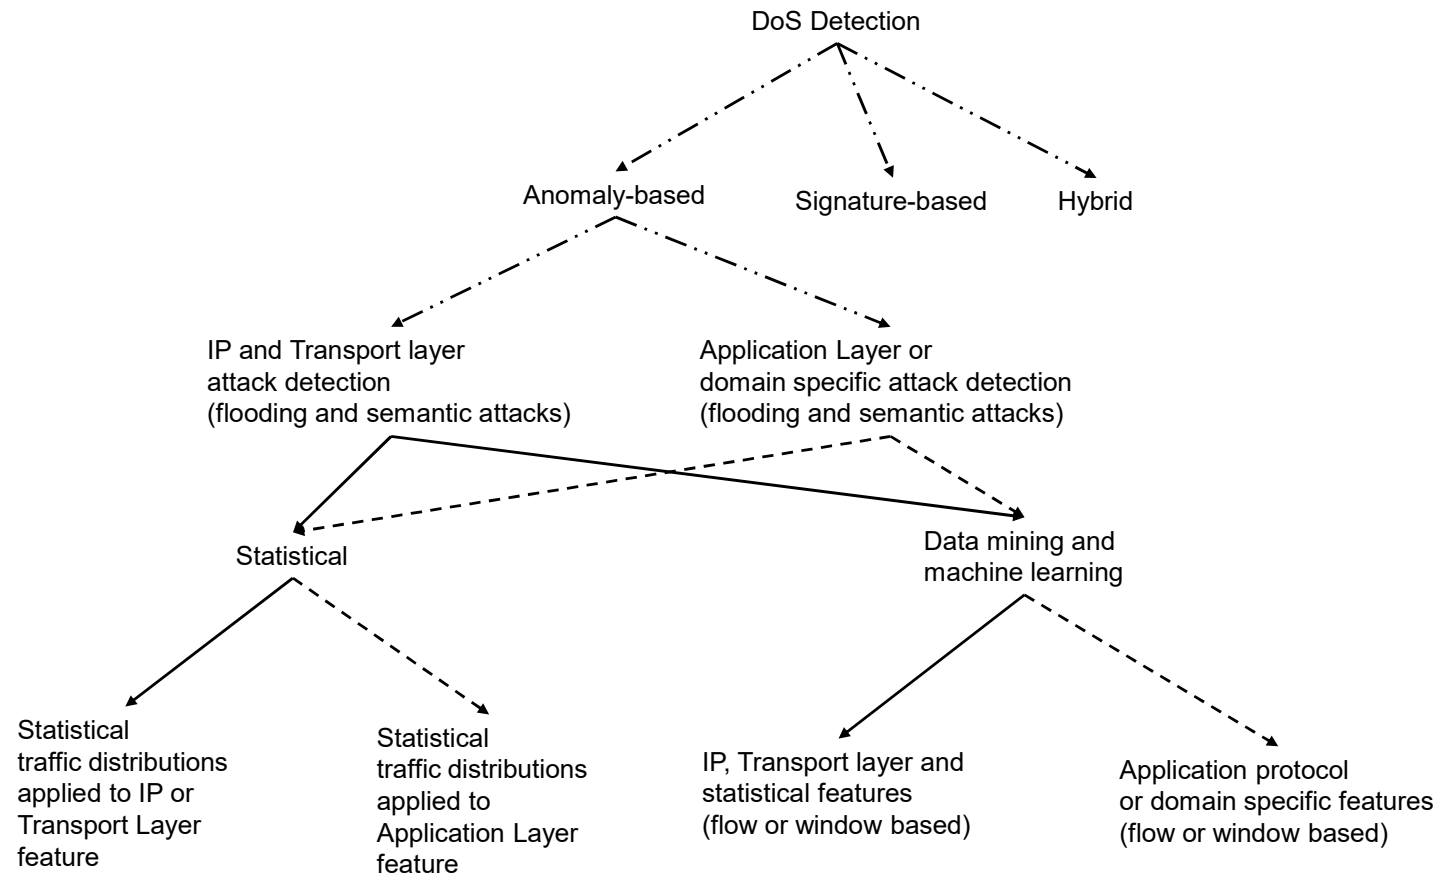 DoS Detection
Anomaly-based
Signature-based
Hybrid
IP and Transport layer
attack detection
(flooding and semantic attacks)
Application Layer or
domain specific attack detection
(flooding and semantic attacks)
Statistical
Data mining and
machine learning
Statistical
traffic distributions
applied to IP or
Transport Layer
feature
Statistical
traffic distributions
applied to
Application Layer
feature
IP, Transport layer and
statistical features
(flow or window based)
Application protocol
or domain specific features
(flow or window based)